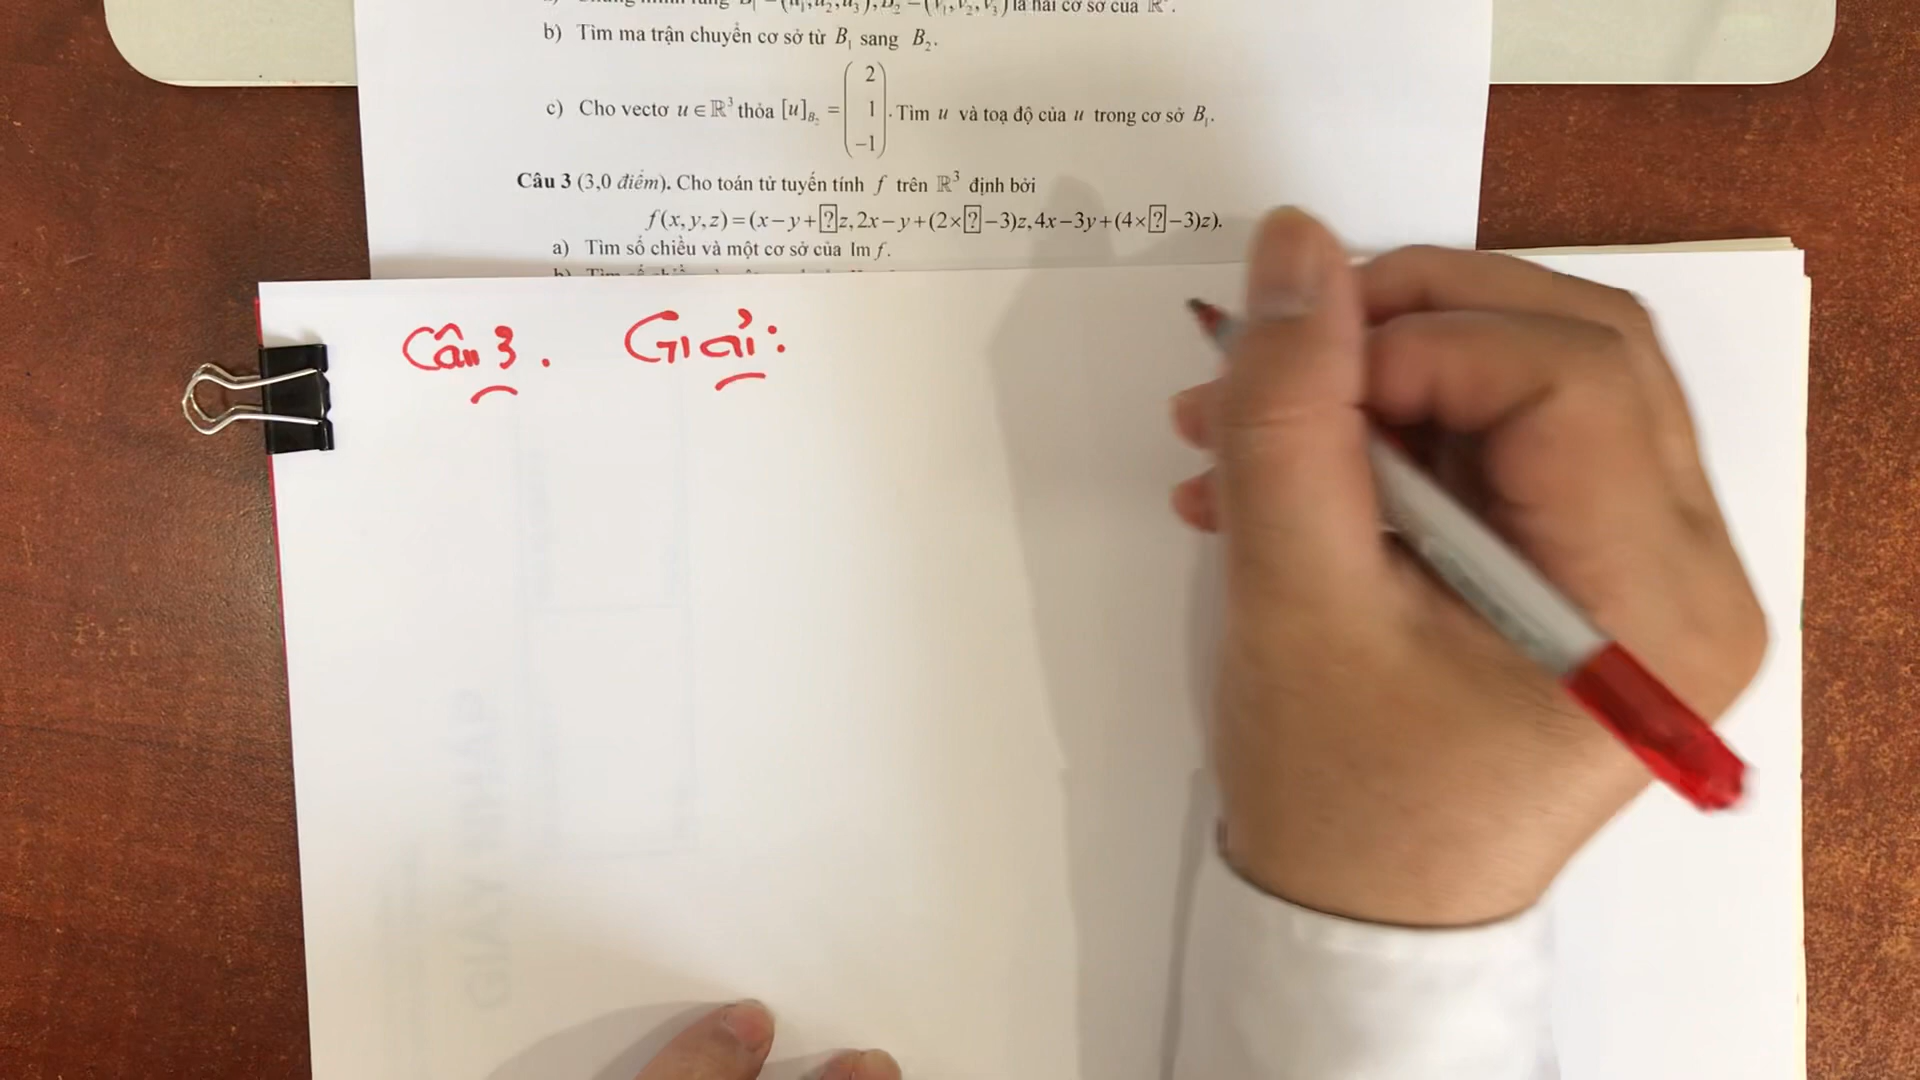 b) Tìm ma trận chuyển cơ sở từ B₁ sang B₂.
c) Cho vectơ u ∈ ℝ³ thỏa [u]_B₂ = (2 1 −1). Tìm u và toạ độ của u trong cơ sở B₁.
Câu 3 (3,0 điểm). Cho toán tử tuyến tính f trên ℝ³ định bởi
f(x, y, z) = (x − y + [?]z, 2x − y + (2×[?] − 3)z, 4x − 3y + (4×[?] − 3)z).
a) Tìm số chiều và một cơ sở của Im f.
Câu 3. Giải: